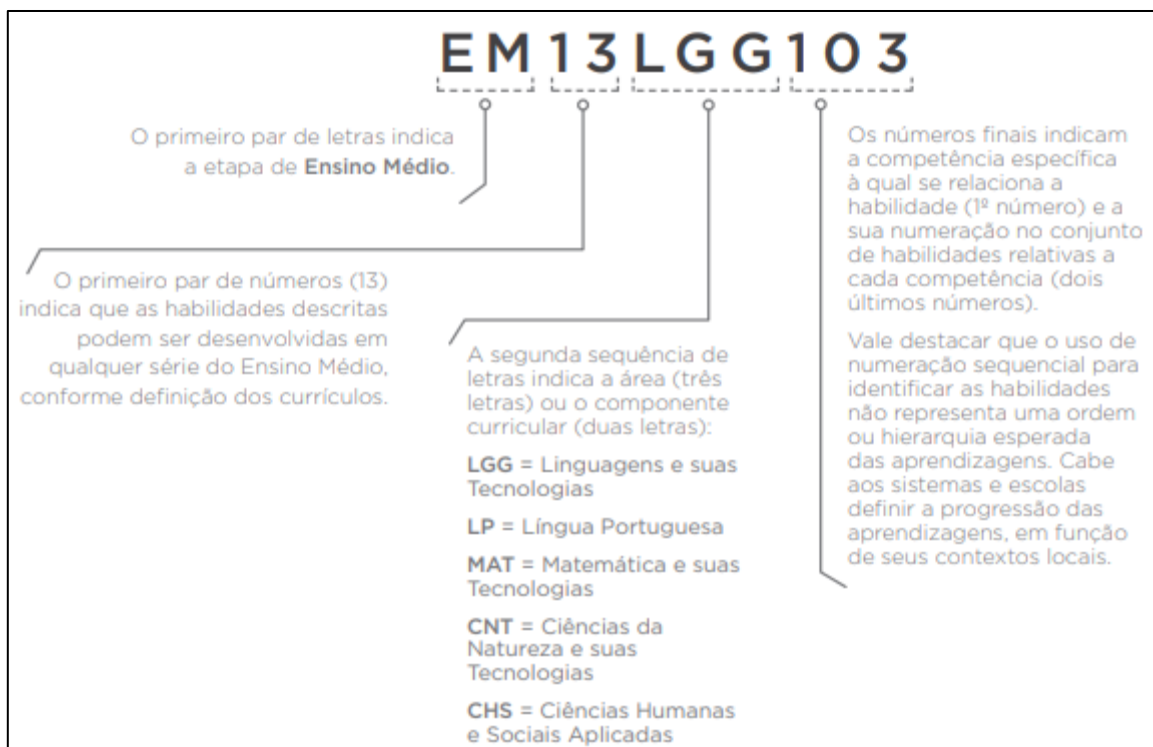 EM13LGG103
O primeiro par de letras indica
a etapa de Ensino Médio.
O primeiro par de números (13)
indica que as habilidades descritas
podem ser desenvolvidas em
qualquer série do Ensino Médio,
conforme definição dos currículos.
A segunda sequência de
letras indica a área (três
letras) ou o componente
curricular (duas letras):
LGG = Linguagens e suas
Tecnologias
LP = Língua Portuguesa
MAT = Matemática e suas
Tecnologias
CNT = Ciências da
Natureza e suas
Tecnologias
CHS = Ciências Humanas
e Sociais Aplicadas
Os números finais indicam
a competência específica
à qual se relaciona a
habilidade (1º número) e a
sua numeração no conjunto
de habilidades relativas a
cada competência (dois
últimos números).
Vale destacar que o uso de
numeração sequencial para
identificar as habilidades
não representa uma ordem
ou hierarquia esperada
das aprendizagens. Cabe
aos sistemas e escolas
definir a progressão das
aprendizagens, em função
de seus contextos locais.